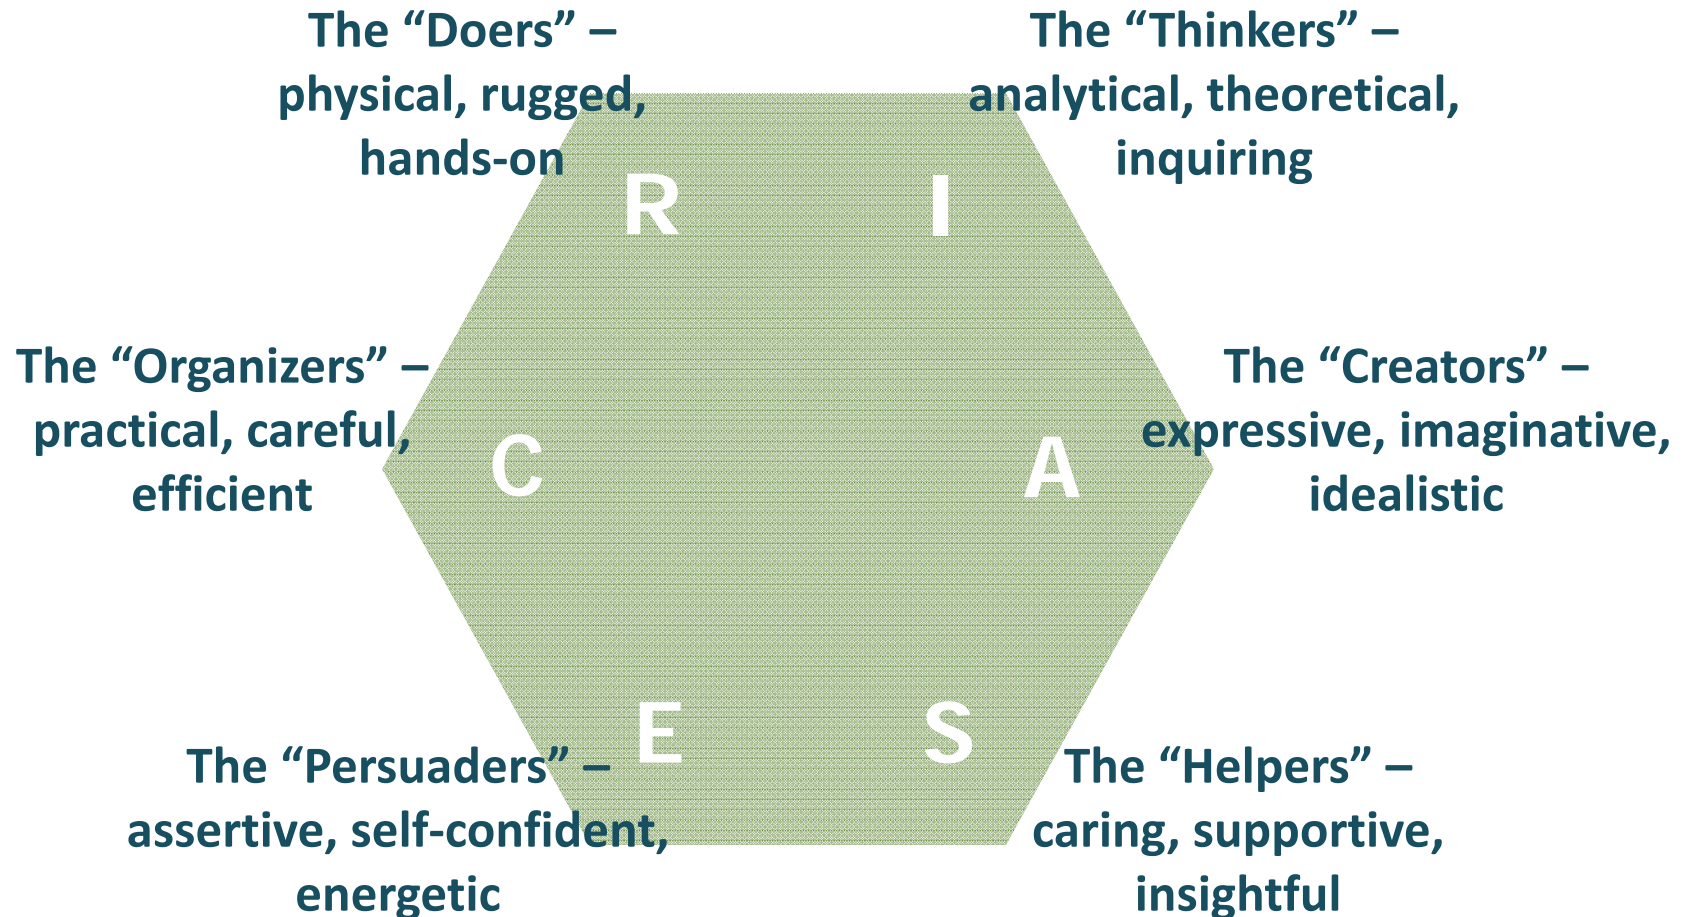 The “Doers” –
physical, rugged,
hands-on
The “Thinkers” –
analytical, theoretical,
inquiring
R
I
The “Organizers” –
practical, careful,
efficient
C
A
The “Creators” –
expressive, imaginative,
idealistic
E
S
The “Persuaders” –
assertive, self-confident,
energetic
The “Helpers” –
caring, supportive,
insightful